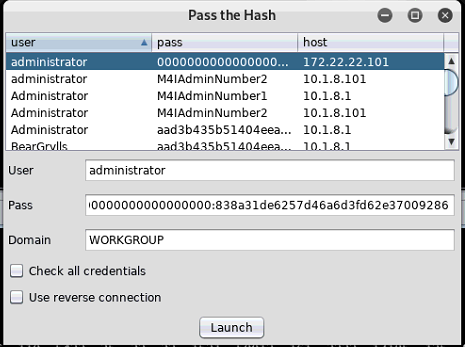 Pass the Hash
user pass host
administrator 0000000000000000... 172.22.22.101
administrator M4IAdminNumber2 10.1.8.101
Administrator M4IAdminNumber1 10.1.8.1
Administrator M4IAdminNumber2 10.1.8.101
Administrator aad3b435b51404eea... 10.1.8.1
BearGrylls aad3b435b51404eea... 10.1.8.1
User administrator
Pass 00000000000000000:838a31de6257d46a6d3fd62e37009286
Domain WORKGROUP
Check all credentials
Use reverse connection
Launch